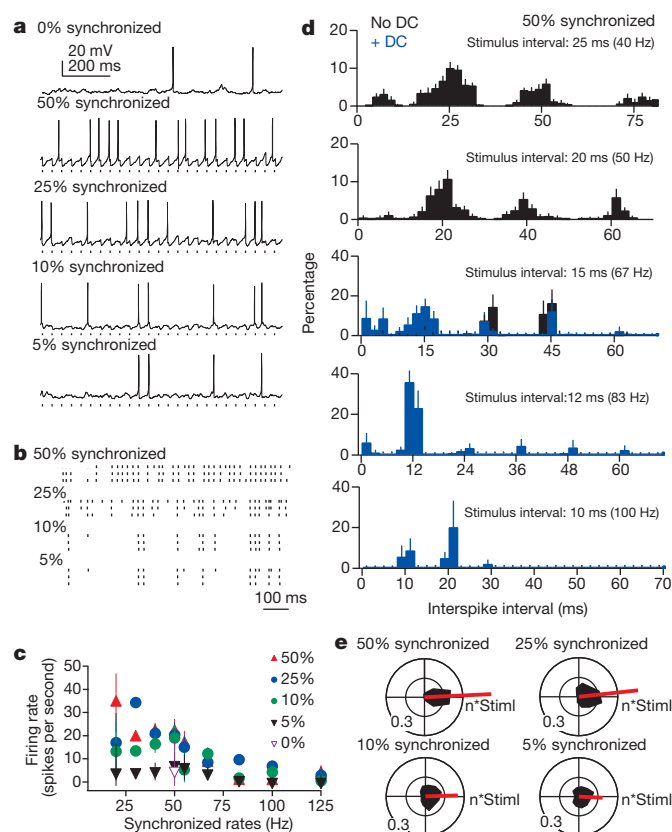 a
0% synchronized
20 mV
200 ms
50% synchronized
25% synchronized
10% synchronized
5% synchronized
b
50% synchronized
25%
10%
5%
100 ms
c
Firing rate
(spikes per second)
50
40
30
20
10
0
25 50 75 100 125
Synchronized rates (Hz)
50%
25%
10%
5%
0%
d
No DC
+ DC
50% synchronized
Stimulus interval: 25 ms (40 Hz)
20
10
0
25 50 75
Stimulus interval: 20 ms (50 Hz)
20
10
0
20 40 60
Percentage
Stimulus interval: 15 ms (67 Hz)
40
20
0
0 15 30 45 60
Stimulus interval:12 ms (83 Hz)
40
20
0
0 12 24 36 48 60
Stimulus interval: 10 ms (100 Hz)
40
20
0
0 10 20 30 40 50 60 70
Interspike interval (ms)
e
50% synchronized
0.3
n*Stiml
25% synchronized
0.3
n*Stiml
10% synchronized
0.3
n*Stiml
5% synchronized
0.3
n*Stiml